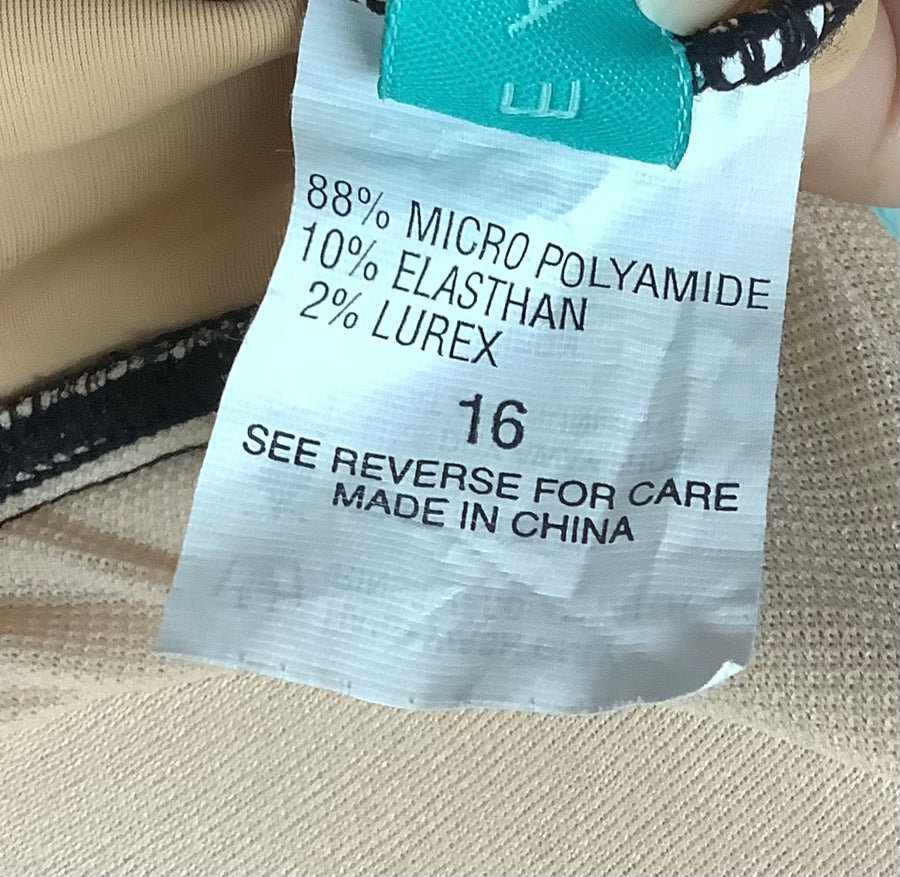 E
88% MICRO POLYAMIDE
10% ELASTHAN
2% LUREX
16
SEE REVERSE FOR CARE
MADE IN CHINA